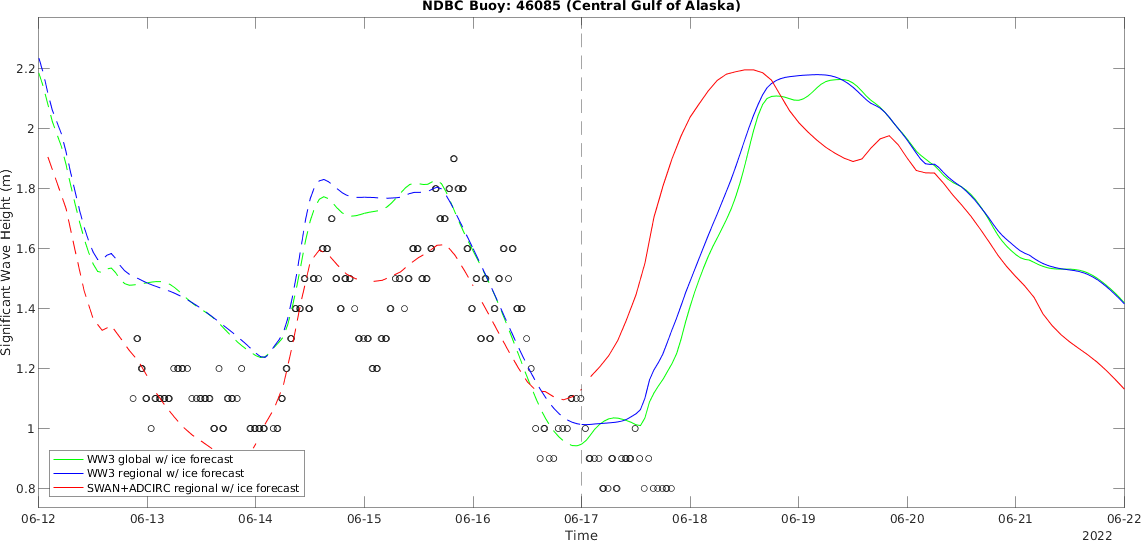 NDBC Buoy: 46085 (Central Gulf of Alaska)
Significant Wave Height (m)
2.2
2
1.8
1.6
1.4
1.2
1
0.8
WW3 global w/ ice forecast
WW3 regional w/ ice forecast
SWAN+ADCIRC regional w/ ice forecast
06-12 06-13 06-14 06-15 06-16 06-17 06-18 06-19 06-20 06-21 06-22
Time
2022